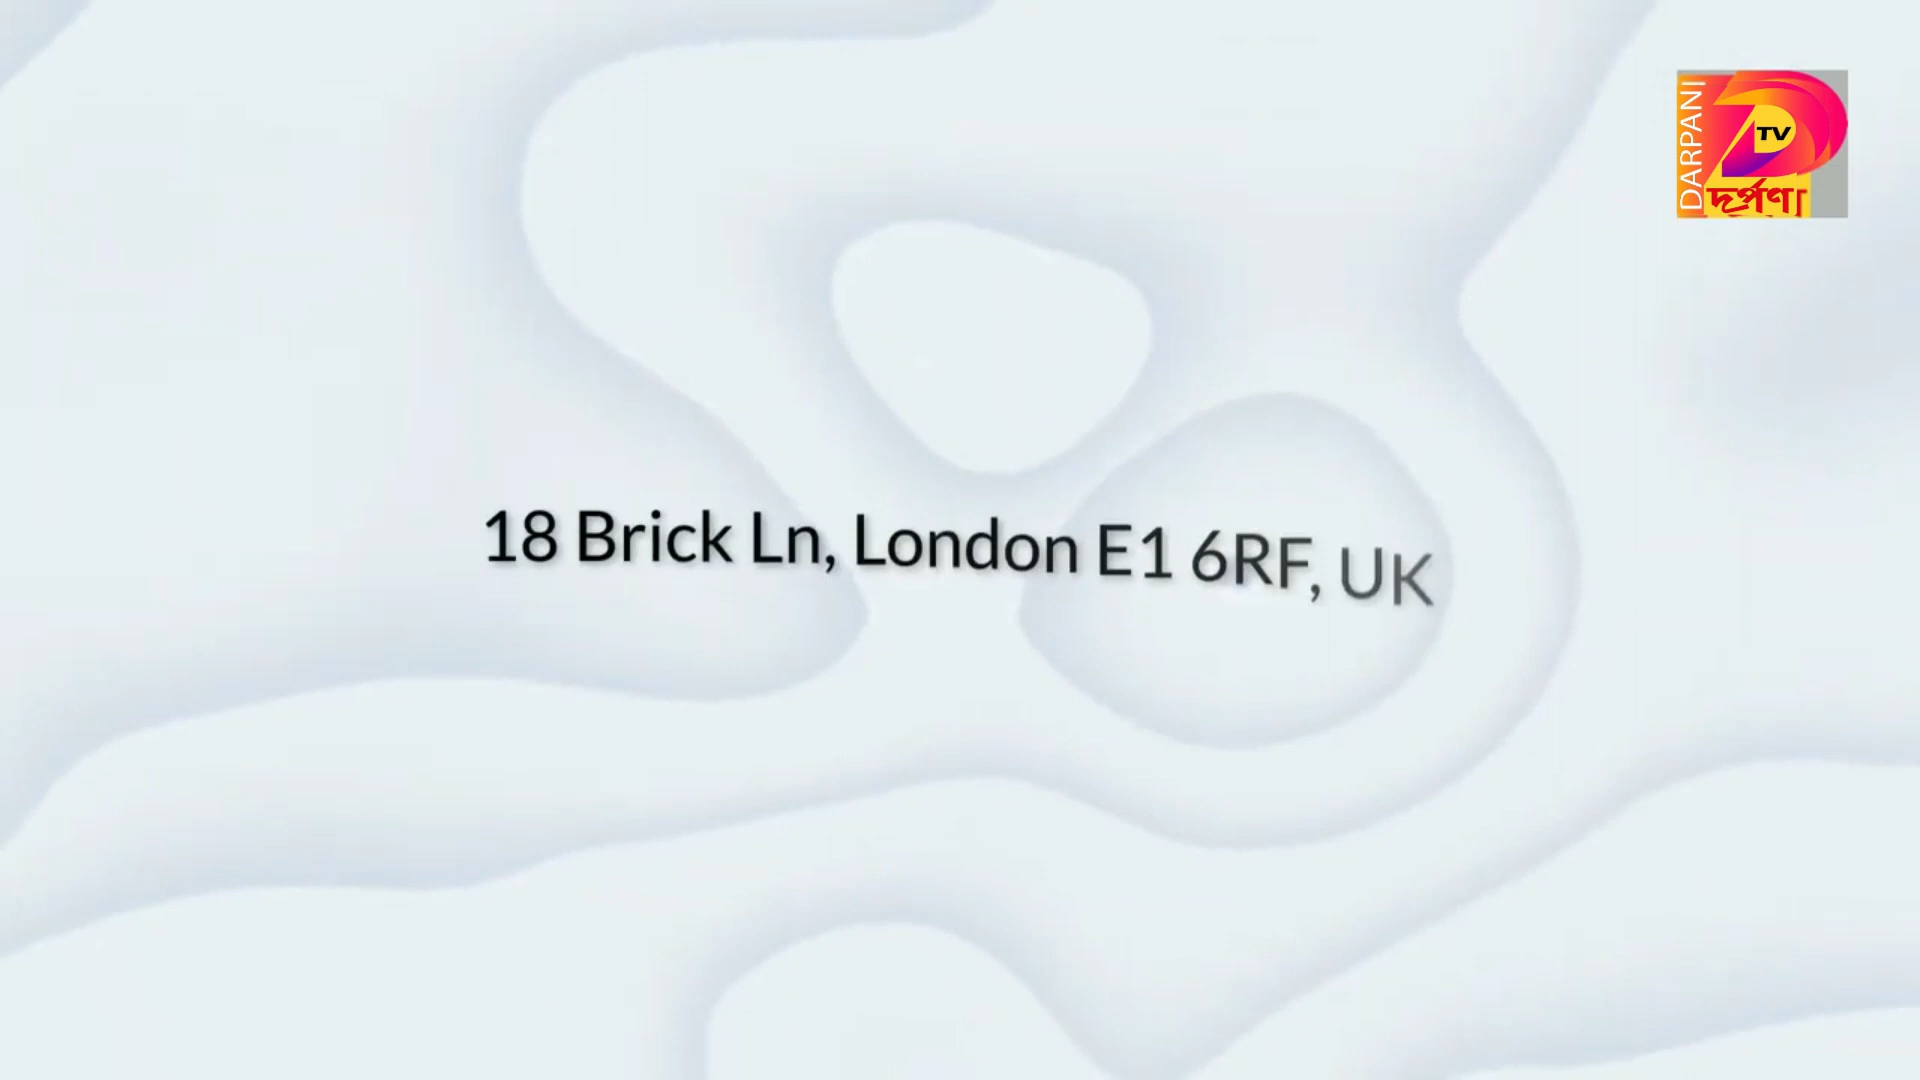 DARPANI
TV
দর্পণ
18 Brick Ln, London E1 6RF, UK